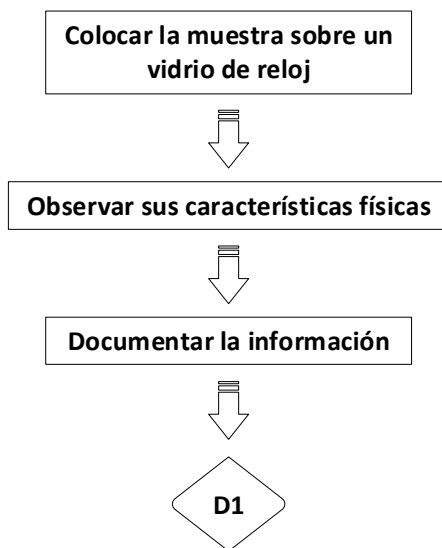 Colocar la muestra sobre un
vidrio de reloj
Observar sus características físicas
Documentar la información
D1